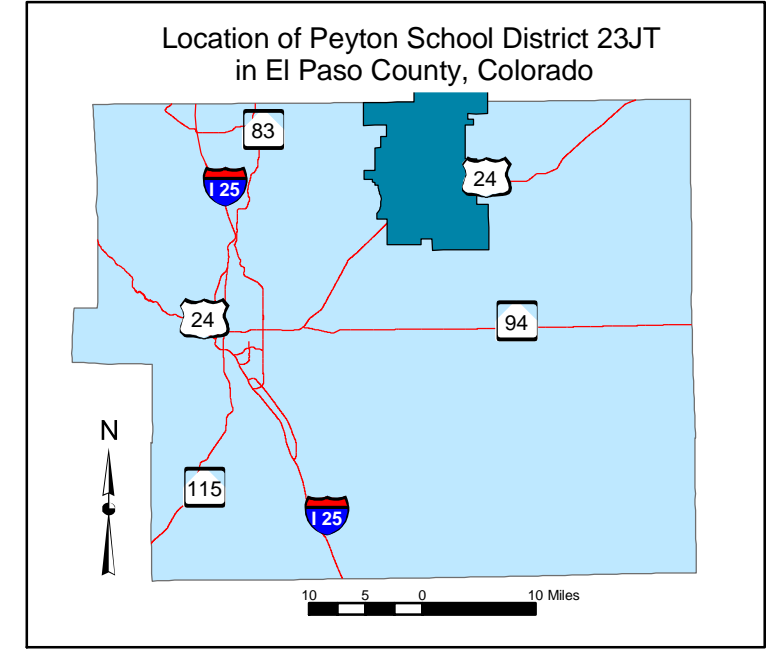 Location of Peyton School District 23JT
in El Paso County, Colorado
83
I 25
24
24
94
N
115
I 25
10 5 0 10 Miles